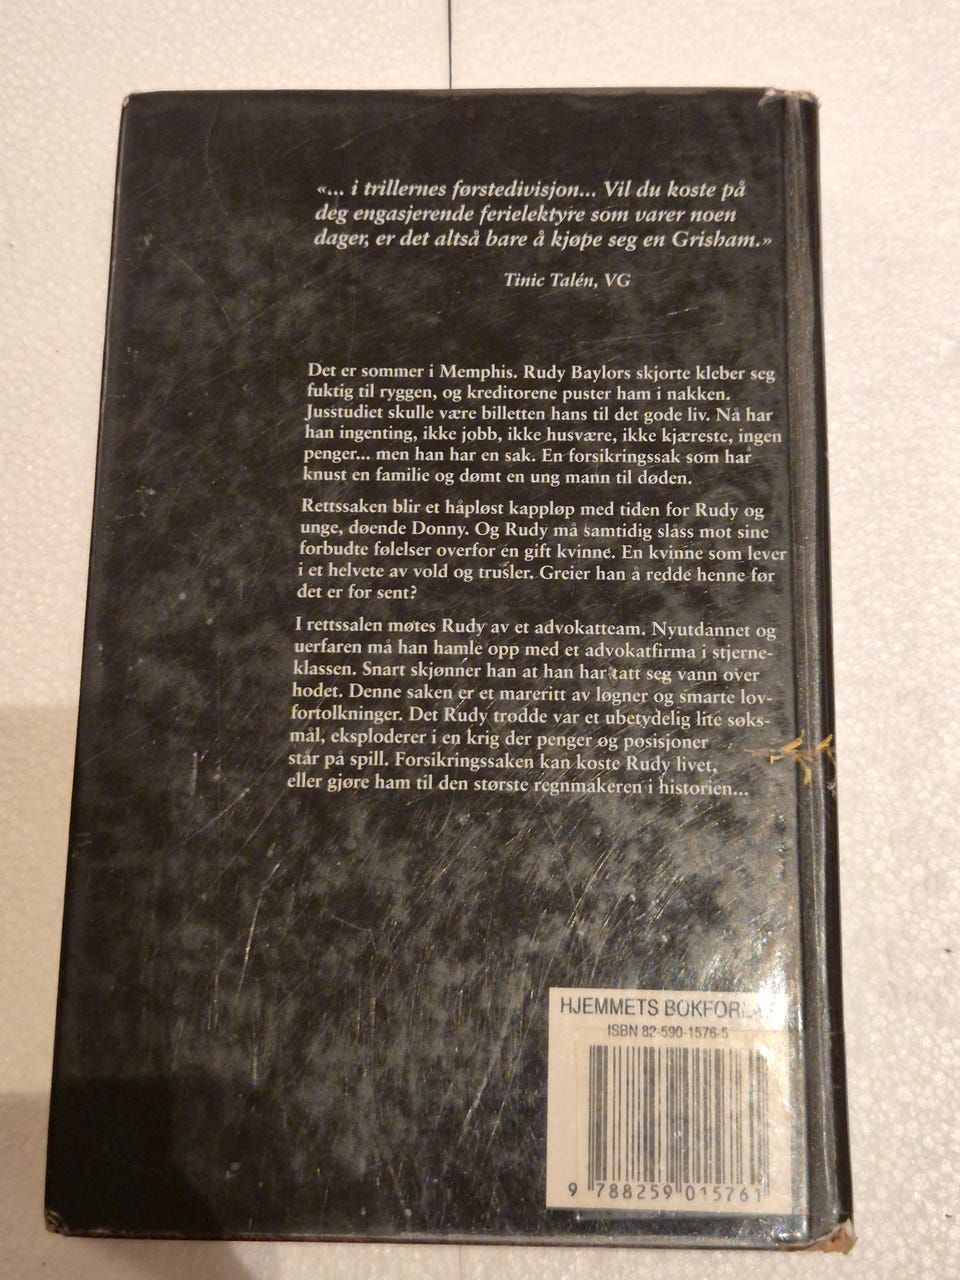 «... i trillernes førstedivisjon... Vil du koste på
deg engasjerende ferielektyre som varer noen
dager, er det altså bare å kjøpe seg en Grisham.»
Tinic Talén, VG
Det er sommer i Memphis. Rudy Baylors skjorte kleber seg
fuktig til ryggen, og kreditorene puster ham i nakken.
Jusstudiet skulle være billetten hans til det gode liv. Nå har
han ingenting, ikke jobb, ikke husvære, ikke kjæreste, ingen
penger... men han har en sak. En forsikringssak som har
knust en familie og dømt en ung mann til døden.
Rettssaken blir et håpløst kappløp med tiden for Rudy og
unge, døende Donny. Og Rudy må samtidig slåss mot sine
forbudte følelser overfor en gift kvinne. En kvinne som lever
i et helvete av vold og trusler. Greier han å redde henne før
det er for sent?
I rettssalen møtes Rudy av et advokatteam. Nyutdannet og
uerfaren må han hamle opp med et advokatfirma i stjerne-
klassen. Snart skjønner han at han har tatt seg vann over
hodet. Denne saken er et mareritt av løgner og smarte lov-
fortolkninger. Det Rudy trodde var et ubetydelig lite søks-
mål, eksploderer i en krig der penger og posisjoner
står på spill. Forsikringssaken kan koste Rudy livet,
eller gjøre ham til den største regnmakeren i historien...
HJEMMETS BOKFORLAG
ISBN 82-590-1576-5
9 788259 015761